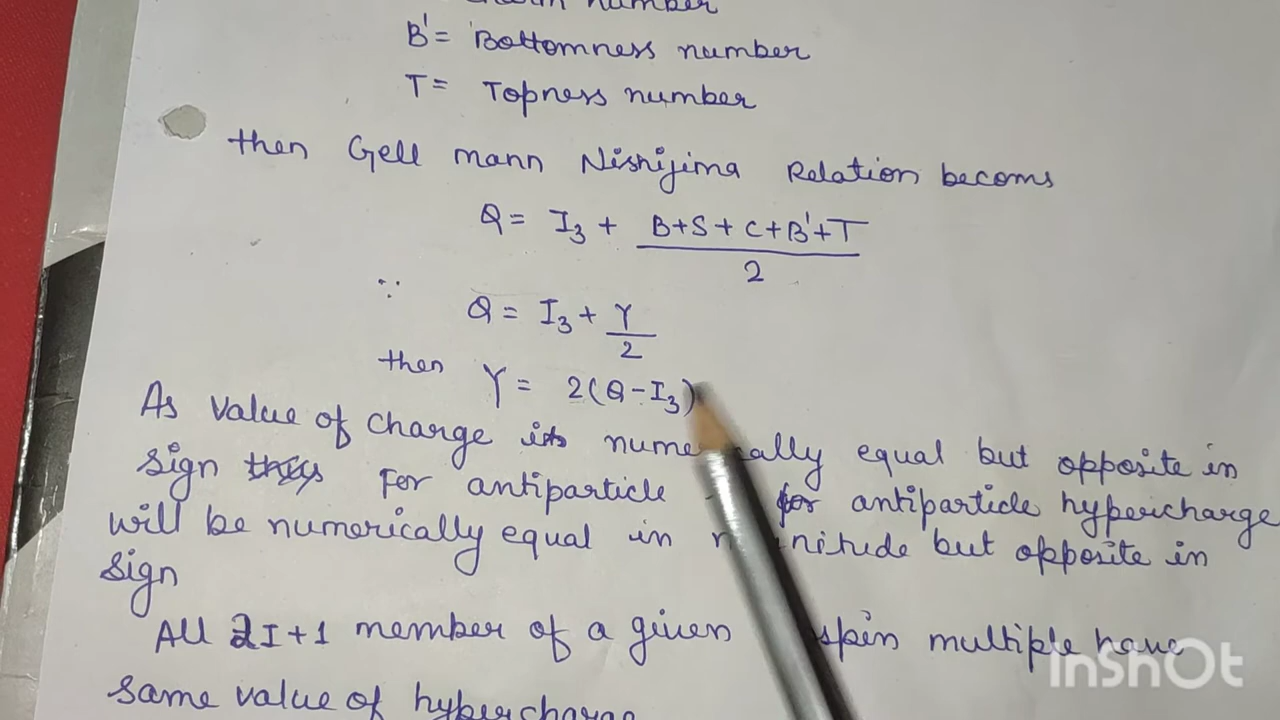 number
B' = Bottomness number
T = Topness number
then Gell mann Nishijima Relation becoms
Q = I₃ + B+S+C+B'+T / 2
∵ Q = I₃ + Y/2
then Y = 2(Q-I₃)
As value of charge is numerically equal but opposite in
sign For antiparticle for antiparticle hypercharge
will be numerically equal in magnitude but opposite in
sign
All 2I+1 member of a given spin multiple have
same value of hypercharge
InShOt